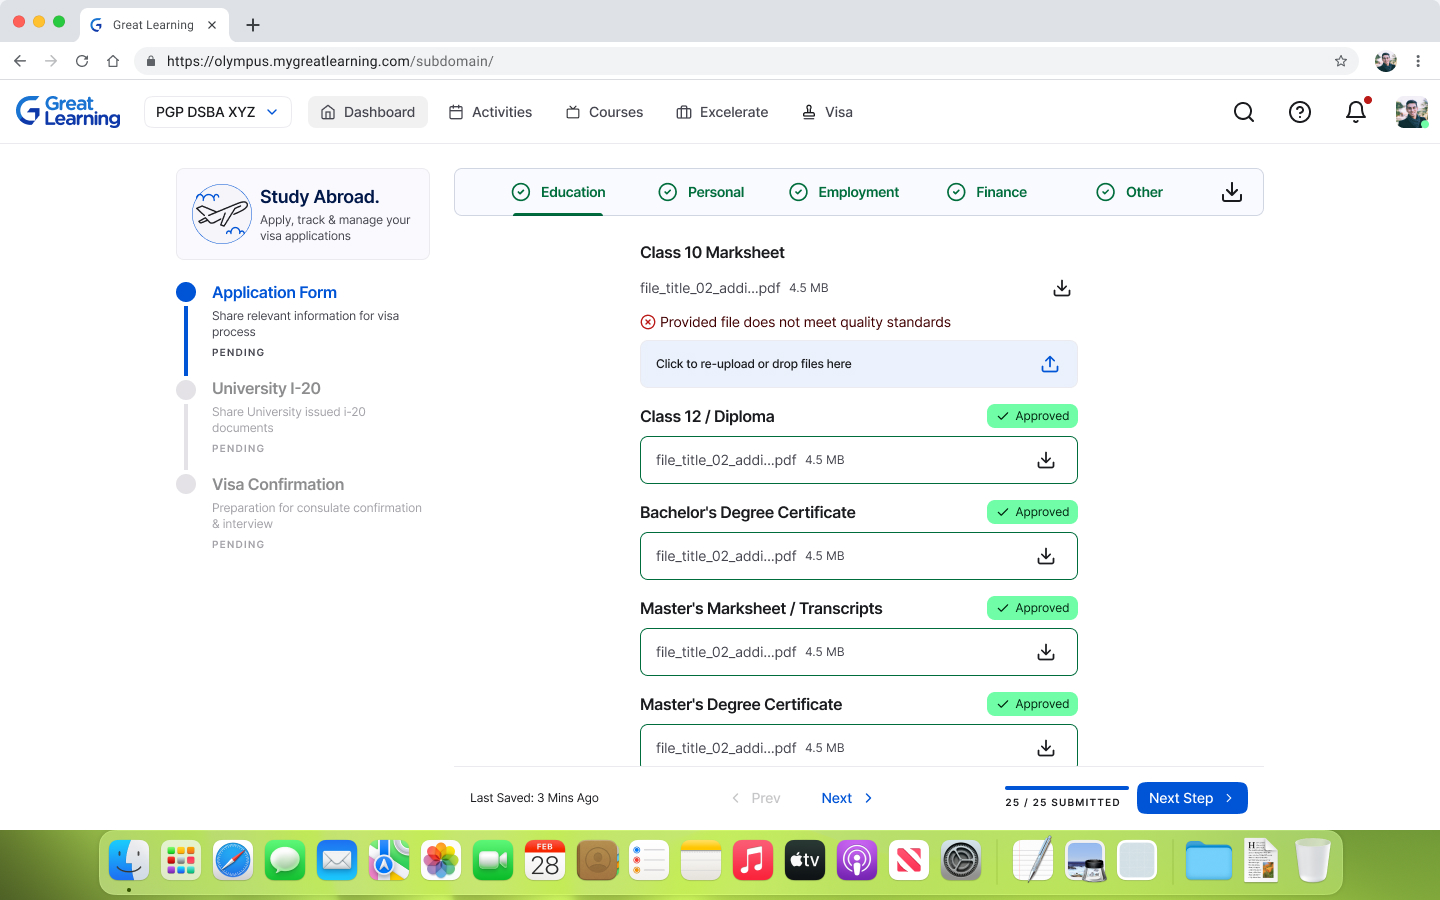 Great Learning
https://olympus.mygreatlearning.com/subdomain/
Great
Learning
PGP DSBA XYZ
Dashboard
Activities
Courses
Excelerate
Visa
Study Abroad.
Apply, track & manage your
visa applications
Application Form
Share relevant information for visa
process
PENDING
University I-20
Share University issued i-20
documents
PENDING
Visa Confirmation
Preparation for consulate confirmation
& interview
PENDING
Education
Personal
Employment
Finance
Other
Class 10 Marksheet
file_title_02_addi...pdf 4.5 MB
Provided file does not meet quality standards
Click to re-upload or drop files here
Class 12 / Diploma
Approved
file_title_02_addi...pdf 4.5 MB
Bachelor's Degree Certificate
Approved
file_title_02_addi...pdf 4.5 MB
Master's Marksheet / Transcripts
Approved
file_title_02_addi...pdf 4.5 MB
Master's Degree Certificate
Approved
file_title_02_addi...pdf 4.5 MB
Last Saved: 3 Mins Ago
Prev
Next
25 / 25 SUBMITTED
Next Step
FEB
28
tv